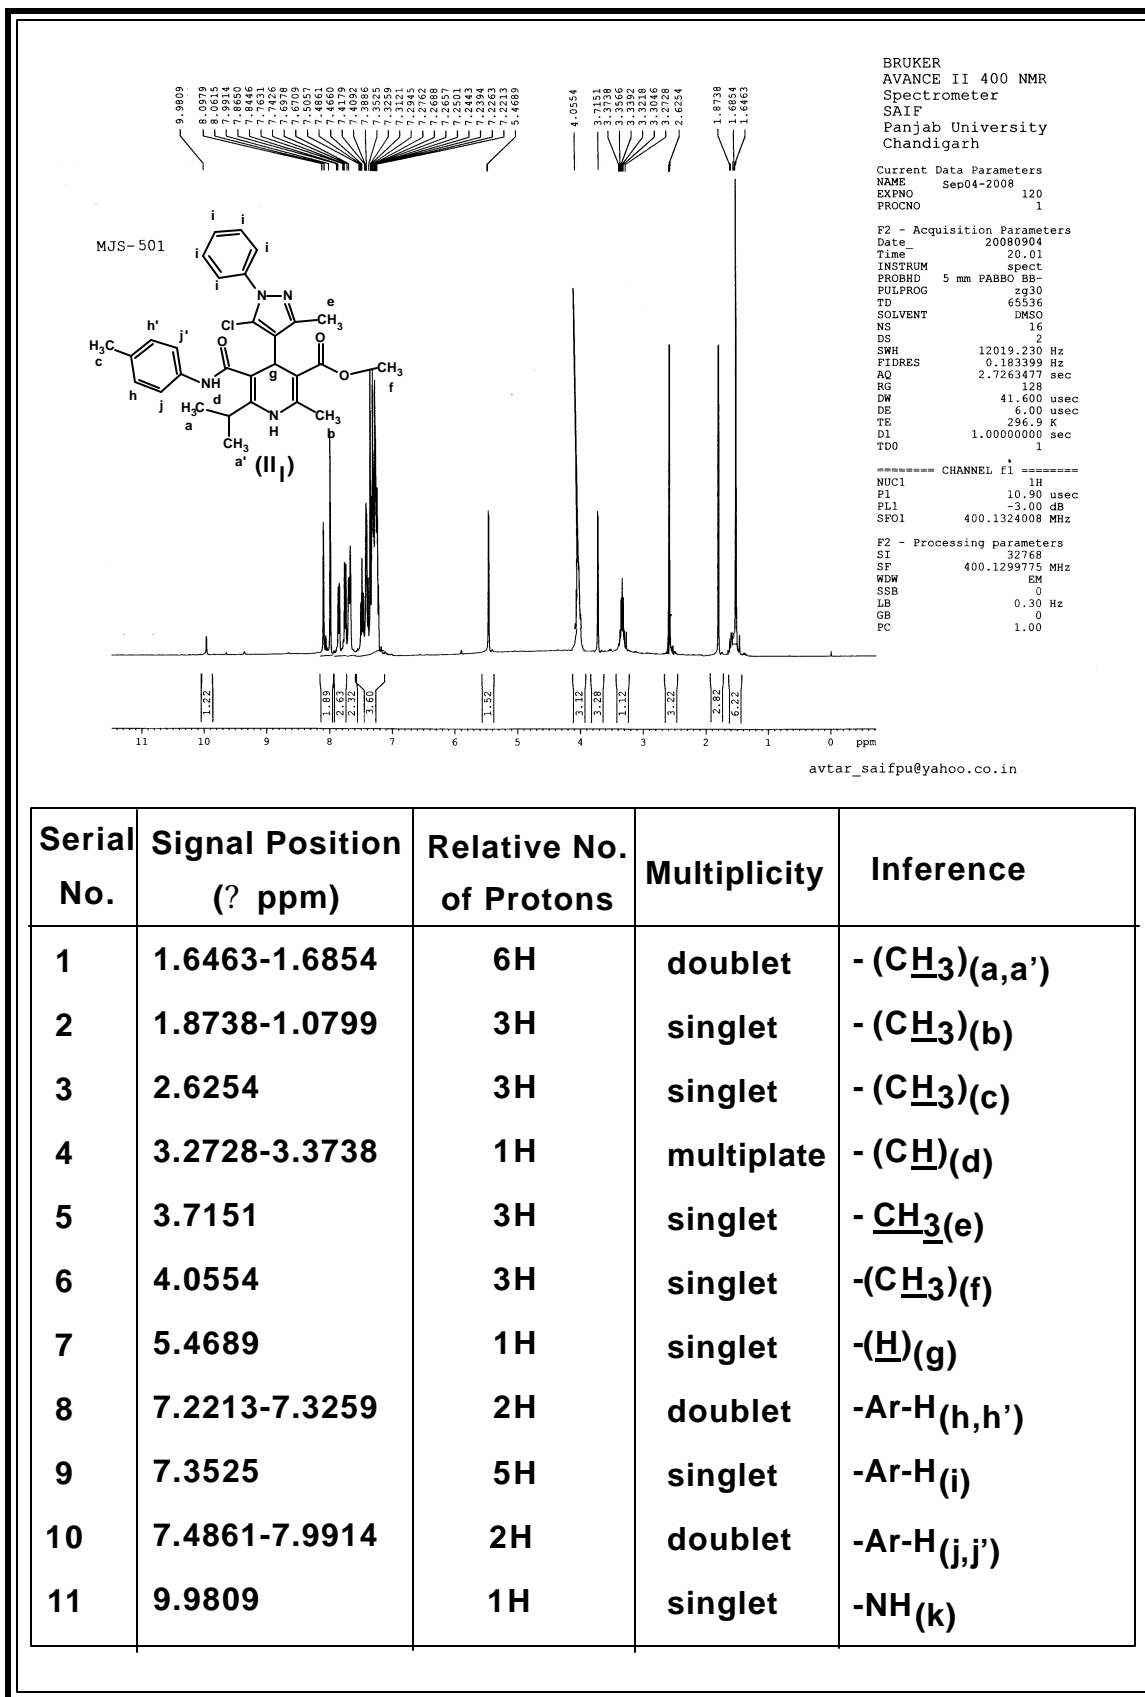 9.9809
8.0979
8.0615
7.9914
7.8650
7.8446
7.7631
7.7426
7.6978
7.6709
7.5057
7.4861
7.4660
7.4179
7.4092
7.3886
7.3525
7.3259
7.3121
7.2945
7.2762
7.2688
7.2657
7.2501
7.2443
7.2394
7.2263
7.2213
5.4689
4.0554
3.7151
3.3738
3.3566
3.3392
3.3218
3.3046
3.2728
2.6254
1.8738
1.6854
1.6463
BRUKER
AVANCE II 400 NMR
Spectrometer
SAIF
Panjab University
Chandigarh
Current Data Parameters
NAME Sep04-2008
EXPNO 120
PROCNO 1
F2 - Acquisition Parameters
Date_ 20080904
Time 20.01
INSTRUM spect
PROBHD 5 mm PABBO BB-
PULPROG zg30
TD 65536
SOLVENT DMSO
NS 16
DS 2
SWH 12019.230 Hz
FIDRES 0.183399 Hz
AQ 2.7263477 sec
RG 128
DW 41.600 usec
DE 6.00 usec
TE 296.9 K
D1 1.00000000 sec
TD0 1
======== CHANNEL f1 ========
NUC1 1H
P1 10.90 usec
PL1 -3.00 dB
SFO1 400.1324008 MHz
F2 - Processing parameters
SI 32768
SF 400.1299775 MHz
WDW EM
SSB 0
LB 0.30 Hz
GB 0
PC 1.00
MJS-501
i
i i
i i
i
N N
e
Cl CH3
h' j'
O O
H3C
c g
O CH3
f
NH
h j d
H3C
a
N
H
CH3
b
CH3
a' (III)
1.22
1.89
2.63
2.32
3.60
1.52
3.12
3.28
1.12
3.22
2.82
6.22
11 10 9 8 7 6 5 4 3 2 1 0 ppm
avtar_saifpu@yahoo.co.in
Serial No. Signal Position (? ppm) Relative No. of Protons Multiplicity Inference
1 1.6463-1.6854 6H doublet - (CH3)(a,a')
2 1.8738-1.0799 3H singlet - (CH3)(b)
3 2.6254 3H singlet - (CH3)(c)
4 3.2728-3.3738 1H multiplate - (CH)(d)
5 3.7151 3H singlet - CH3(e)
6 4.0554 3H singlet -(CH3)(f)
7 5.4689 1H singlet -(H)(g)
8 7.2213-7.3259 2H doublet -Ar-H(h,h')
9 7.3525 5H singlet -Ar-H(i)
10 7.4861-7.9914 2H doublet -Ar-H(j,j')
11 9.9809 1H singlet -NH(k)